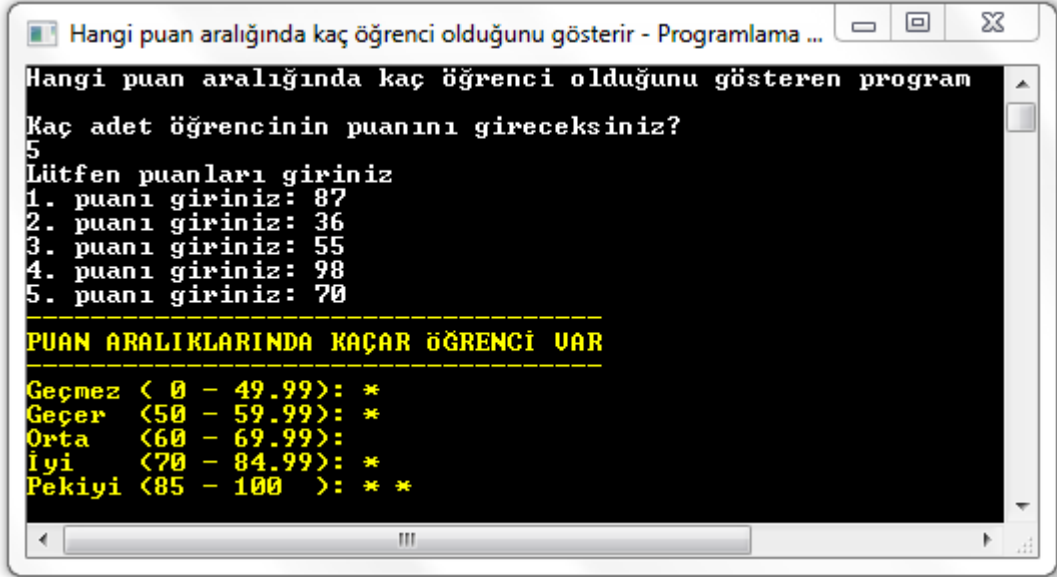 Hangi puan aralığında kaç öğrenci olduğunu gösterir - Programlama ...
Hangi puan aralığında kaç öğrenci olduğunu gösteren program
Kaç adet öğrencinin puanını gireceksiniz?
5
Lütfen puanları giriniz
1. puanı giriniz: 87
2. puanı giriniz: 36
3. puanı giriniz: 55
4. puanı giriniz: 98
5. puanı giriniz: 70
------------------------------------
PUAN ARALIKLARINDA KAÇAR ÖĞRENCİ VAR
------------------------------------
Geçmez ( 0 - 49.99): *
Geçer  (50 - 59.99): *
Orta   (60 - 69.99):
İyi    (70 - 84.99): *
Pekiyi (85 - 100  ): * *